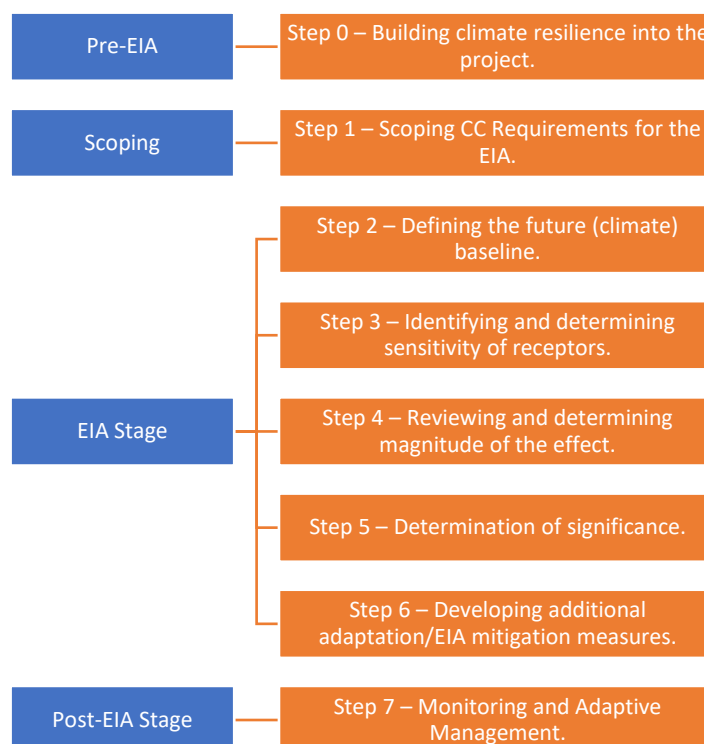 Pre-EIA
Step 0 – Building climate resilience into the
project.
Scoping
Step 1 – Scoping CC Requirements for the
EIA.
Step 2 – Defining the future (climate)
baseline.
Step 3 – Identifying and determining
sensitivity of receptors.
EIA Stage
Step 4 – Reviewing and determining
magnitude of the effect.
Step 5 – Determination of significance.
Step 6 – Developing additional
adaptation/EIA mitigation measures.
Post-EIA Stage
Step 7 – Monitoring and Adaptive
Management.